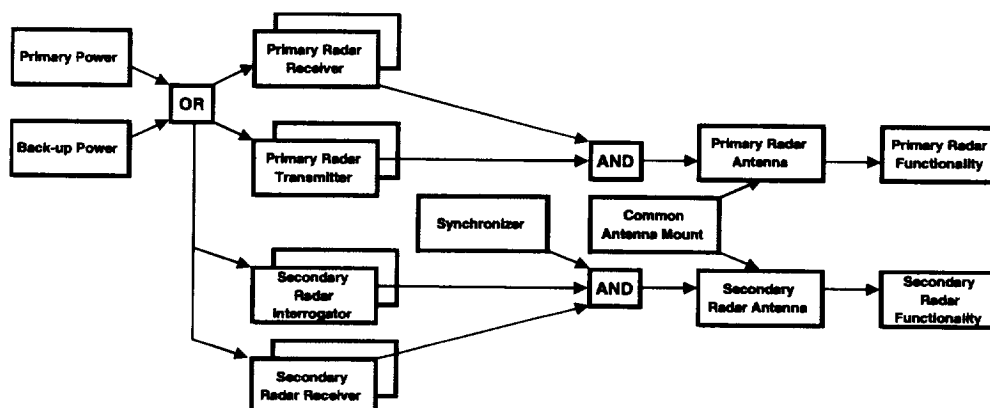 Primary Power
Back-up Power
OR
Primary Radar
Receiver
Primary Radar
Transmitter
Synchronizer
Secondary
Radar
Interrogator
Secondary
Radar Receiver
AND
AND
Primary Radar
Antenna
Common
Antenna Mount
Secondary
Radar Antenna
Primary Radar
Functionality
Secondary
Radar
Functionality